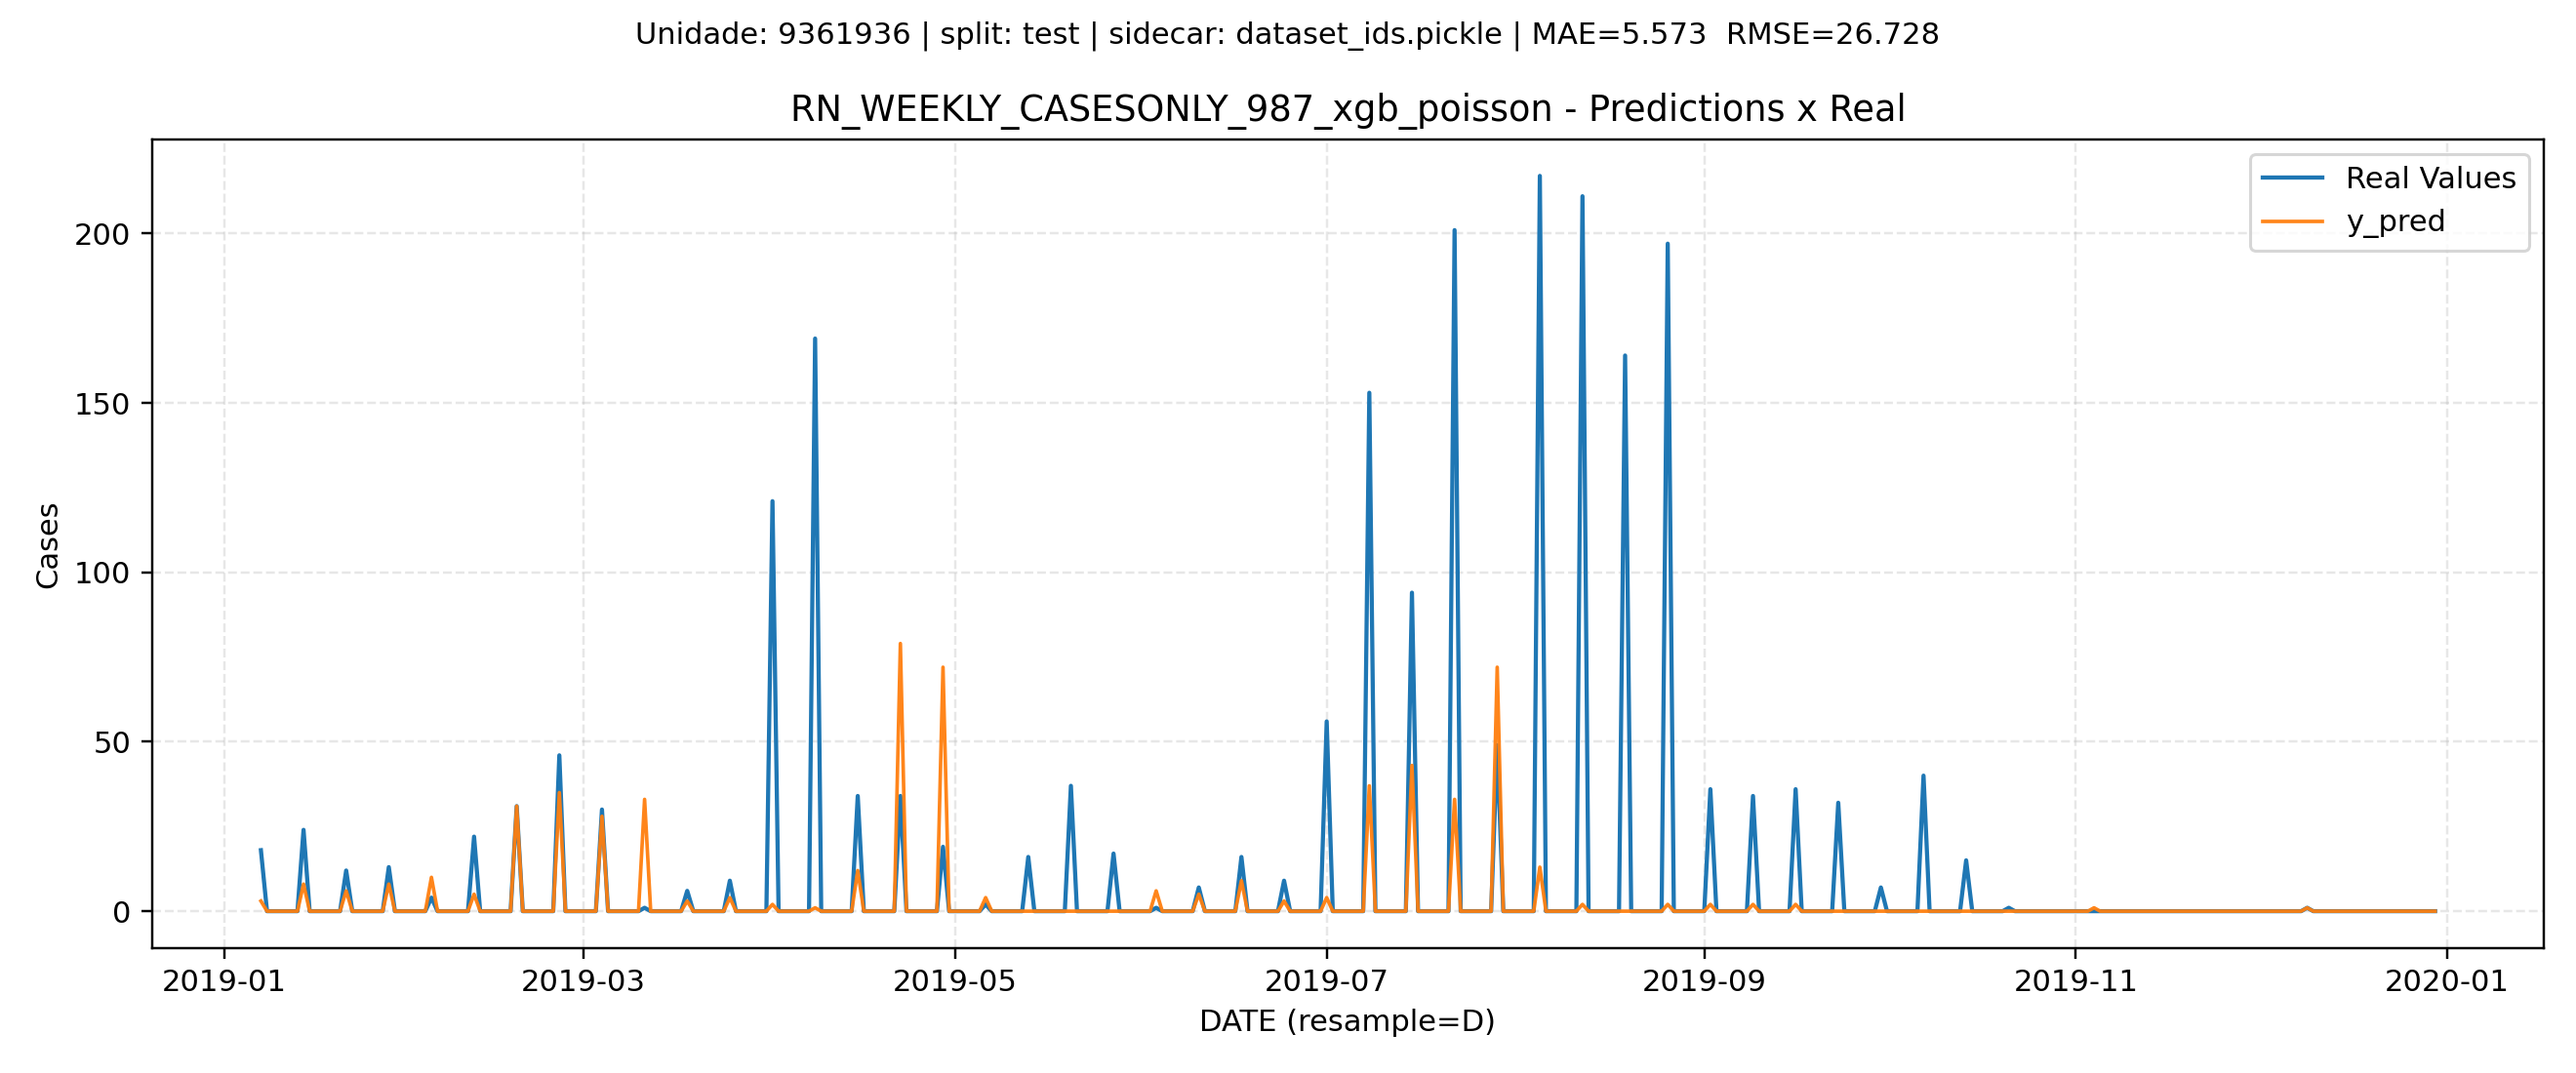 Unidade: 9361936 | split: test | sidecar: dataset_ids.pickle | MAE=5.573  RMSE=26.728
RN_WEEKLY_CASESONLY_987_xgb_poisson - Predictions x Real
Real Values
y_pred
200
150
100
50
0
Cases
2019-01 2019-03 2019-05 2019-07 2019-09 2019-11 2020-01
DATE (resample=D)